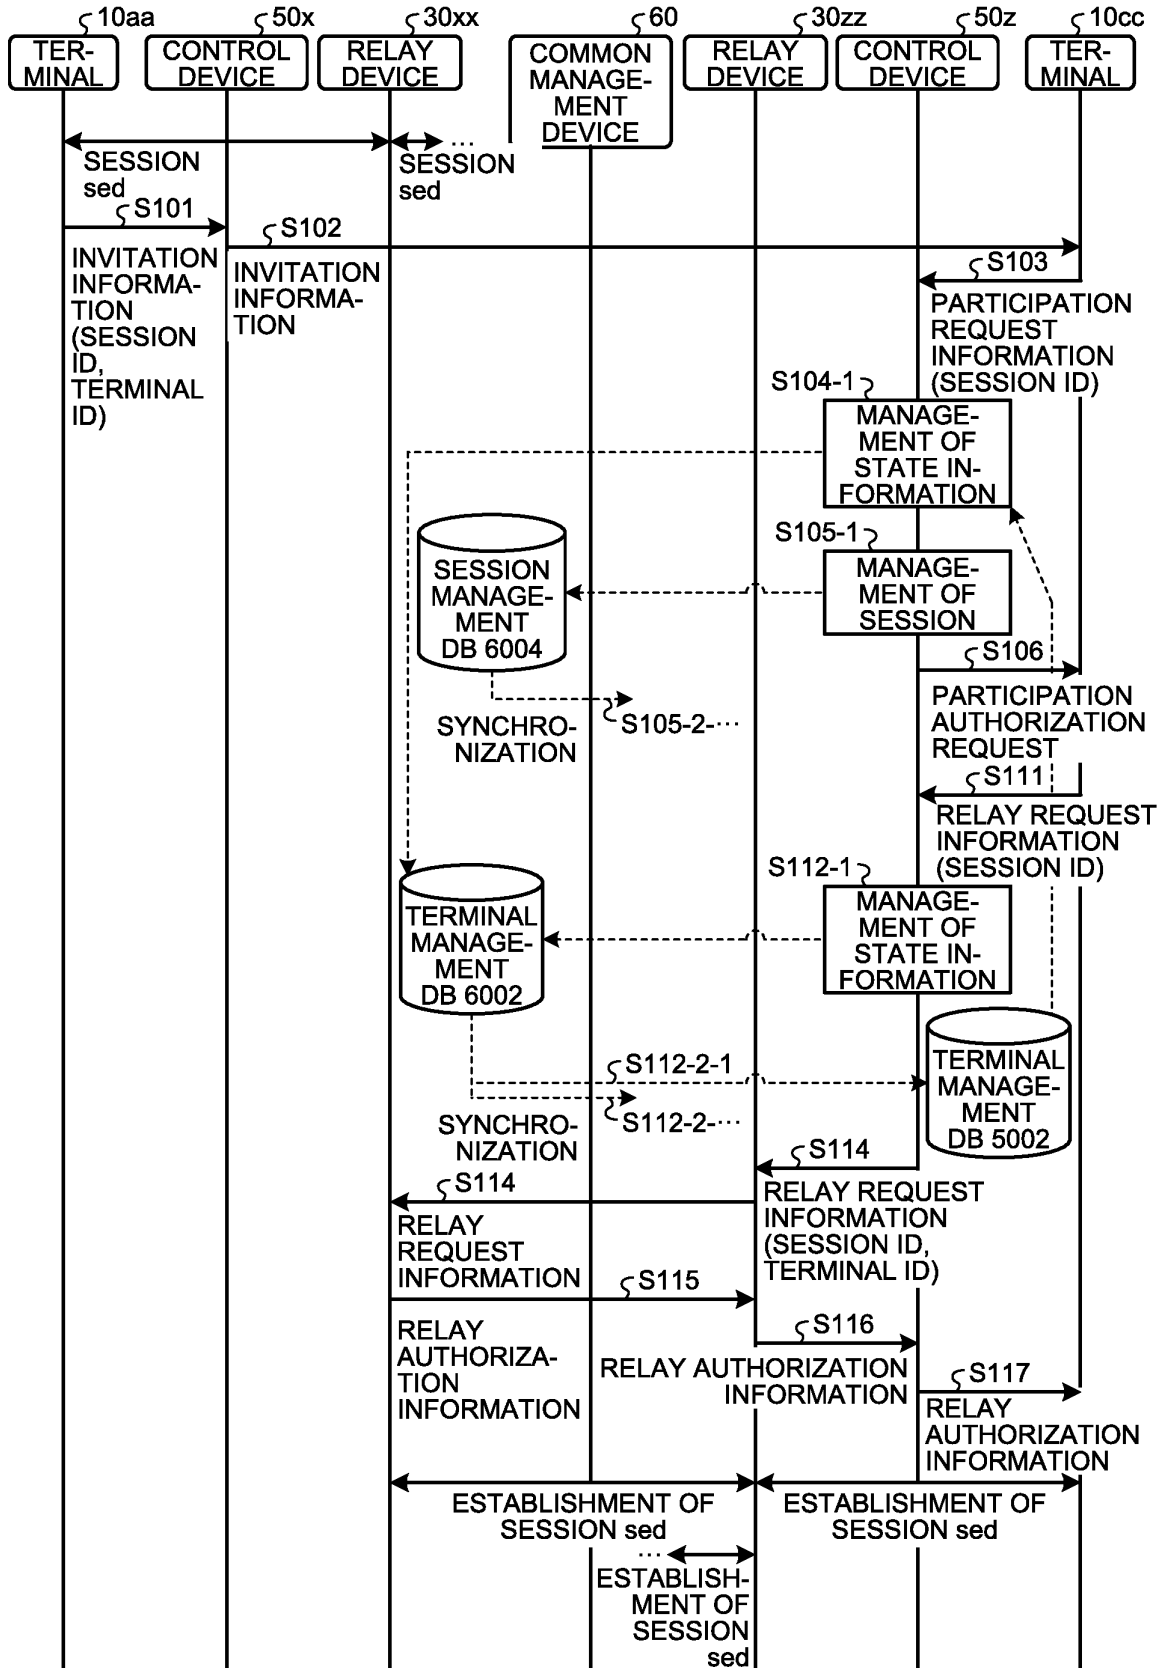 10aa
50x
30xx
60
30zz
50z
10cc
TER-
MINAL
CONTROL
DEVICE
RELAY
DEVICE
COMMON
MANAGE-
MENT
DEVICE
RELAY
DEVICE
CONTROL
DEVICE
TER-
MINAL
SESSION
sed
...
SESSION
sed
S101
INVITATION
INFORMA-
TION
(SESSION
ID,
TERMINAL
ID)
S102
INVITATION
INFORMA-
TION
S103
PARTICIPATION
REQUEST
INFORMATION
(SESSION ID)
S104-1
MANAGE-
MENT OF
STATE IN-
FORMATION
S105-1
MANAGE-
MENT OF
SESSION
SESSION
MANAGE-
MENT
DB 6004
SYNCHRO-
NIZATION
S105-2-...
S106
PARTICIPATION
AUTHORIZATION
REQUEST
S111
RELAY REQUEST
INFORMATION
(SESSION ID)
S112-1
MANAGE-
MENT OF
STATE IN-
FORMATION
TERMINAL
MANAGE-
MENT
DB 6002
TERMINAL
MANAGE-
MENT
DB 5002
S112-2-1
S112-2-...
SYNCHRO-
NIZATION
S114
RELAY REQUEST
INFORMATION
(SESSION ID,
TERMINAL ID)
S114
RELAY
REQUEST
INFORMATION
S115
RELAY
AUTHORIZA-
TION
INFORMATION
S116
RELAY AUTHORIZATION
INFORMATION
S117
RELAY
AUTHORIZATION
INFORMATION
ESTABLISHMENT OF
SESSION sed
ESTABLISHMENT OF
SESSION sed
...
ESTABLISH-
MENT OF
SESSION
sed